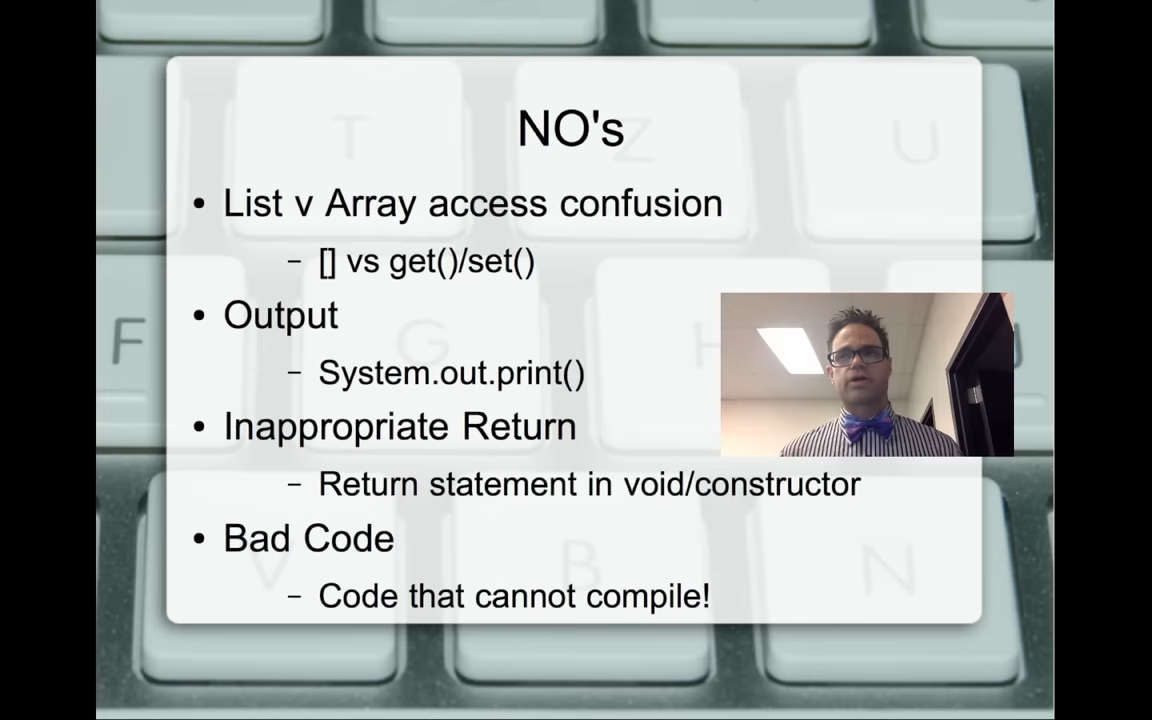 NO's
• List v Array access confusion
– [] vs get()/set()
• Output
– System.out.print()
• Inappropriate Return
– Return statement in void/constructor
• Bad Code
– Code that cannot compile!
T
Z
U
F
G
H
V
B
N